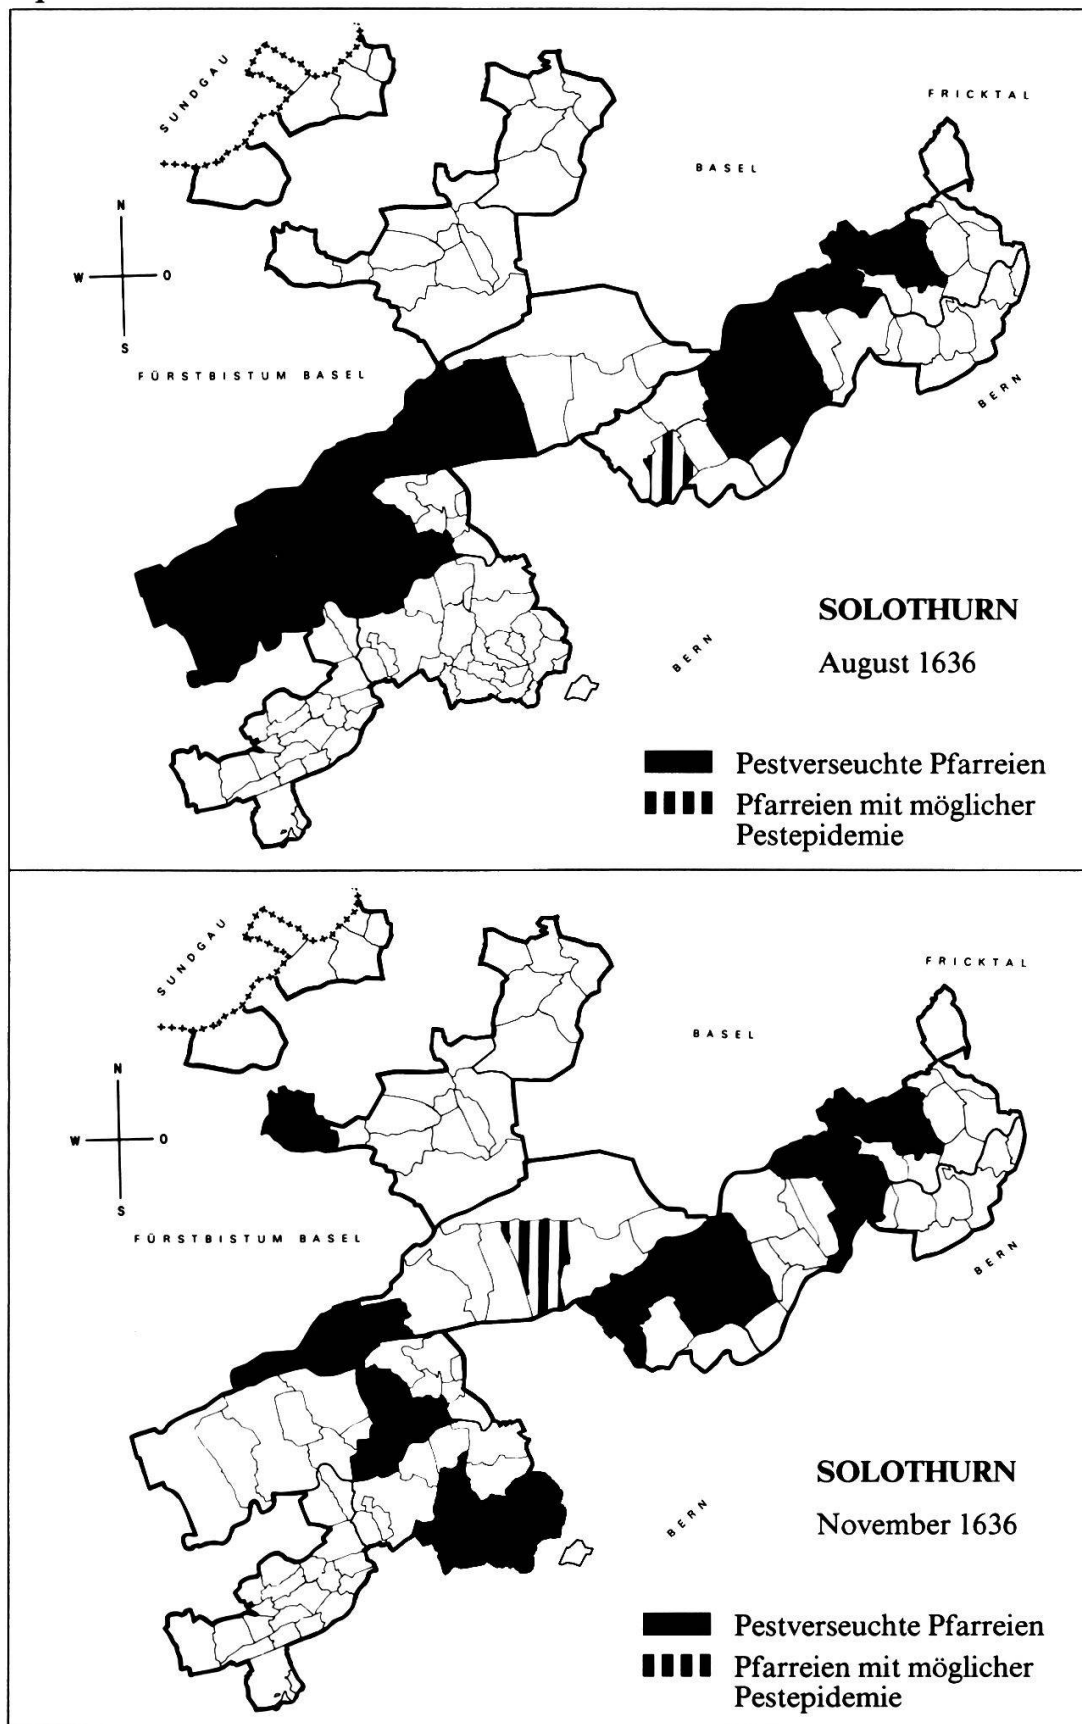 SUNDGAU
FRICKTAL
BASEL
N
W
O
S
FÜRSTBISTUM BASEL
BERN
SOLOTHURN
BERN
August 1636
Pestverseuchte Pfarreien
Pfarreien mit möglicher
Pestepidemie
SUNDGAU
FRICKTAL
BASEL
N
W
O
S
FÜRSTBISTUM BASEL
BERN
SOLOTHURN
BERN
November 1636
Pestverseuchte Pfarreien
Pfarreien mit möglicher
Pestepidemie